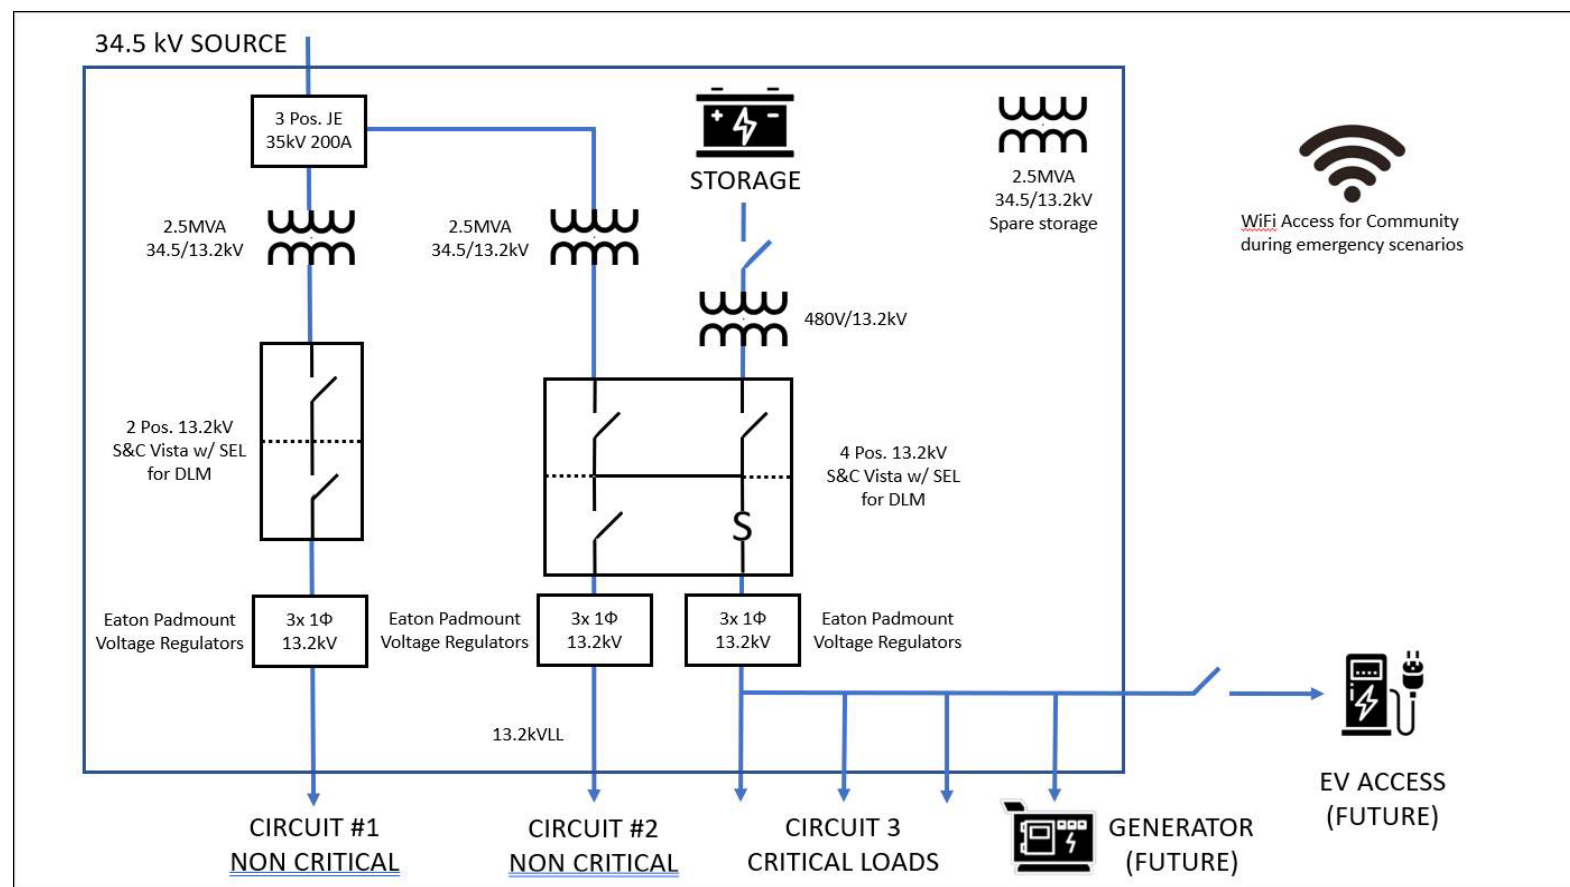 34.5 kV SOURCE
3 Pos. JE
35kV 200A
STORAGE
2.5MVA
34.5/13.2kV
Spare storage
WiFi Access for Community
during emergency scenarios
2.5MVA
34.5/13.2kV
2.5MVA
34.5/13.2kV
480V/13.2kV
2 Pos. 13.2kV
S&C Vista w/ SEL
for DLM
4 Pos. 13.2kV
S&C Vista w/ SEL
for DLM
S
Eaton Padmount
Voltage Regulators
3x 1Φ
13.2kV
Eaton Padmount
Voltage Regulators
3x 1Φ
13.2kV
3x 1Φ
13.2kV
Eaton Padmount
Voltage Regulators
13.2kVLL
EV ACCESS
(FUTURE)
CIRCUIT #1
NON CRITICAL
CIRCUIT #2
NON CRITICAL
CIRCUIT 3
CRITICAL LOADS
GENERATOR
(FUTURE)